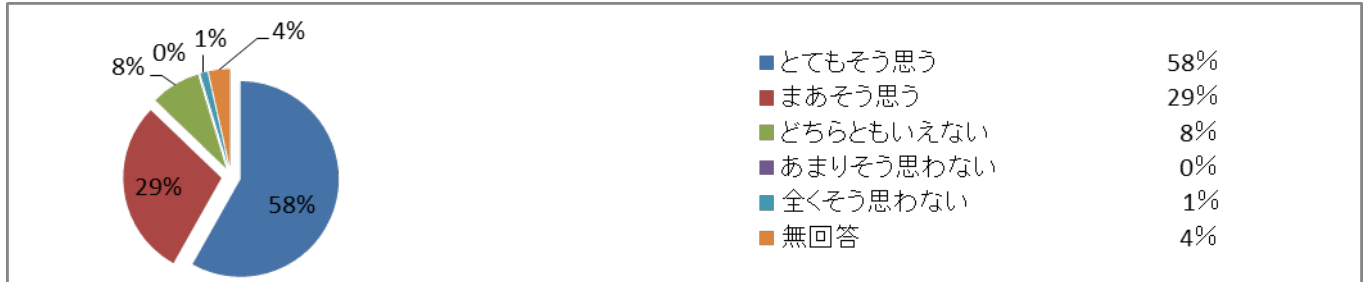 4%
1%
0%
8%
29%
58%
とてもそう思う 58%
まあそう思う 29%
どちらともいえない 8%
あまりそう思わない 0%
全くそう思わない 1%
無回答 4%